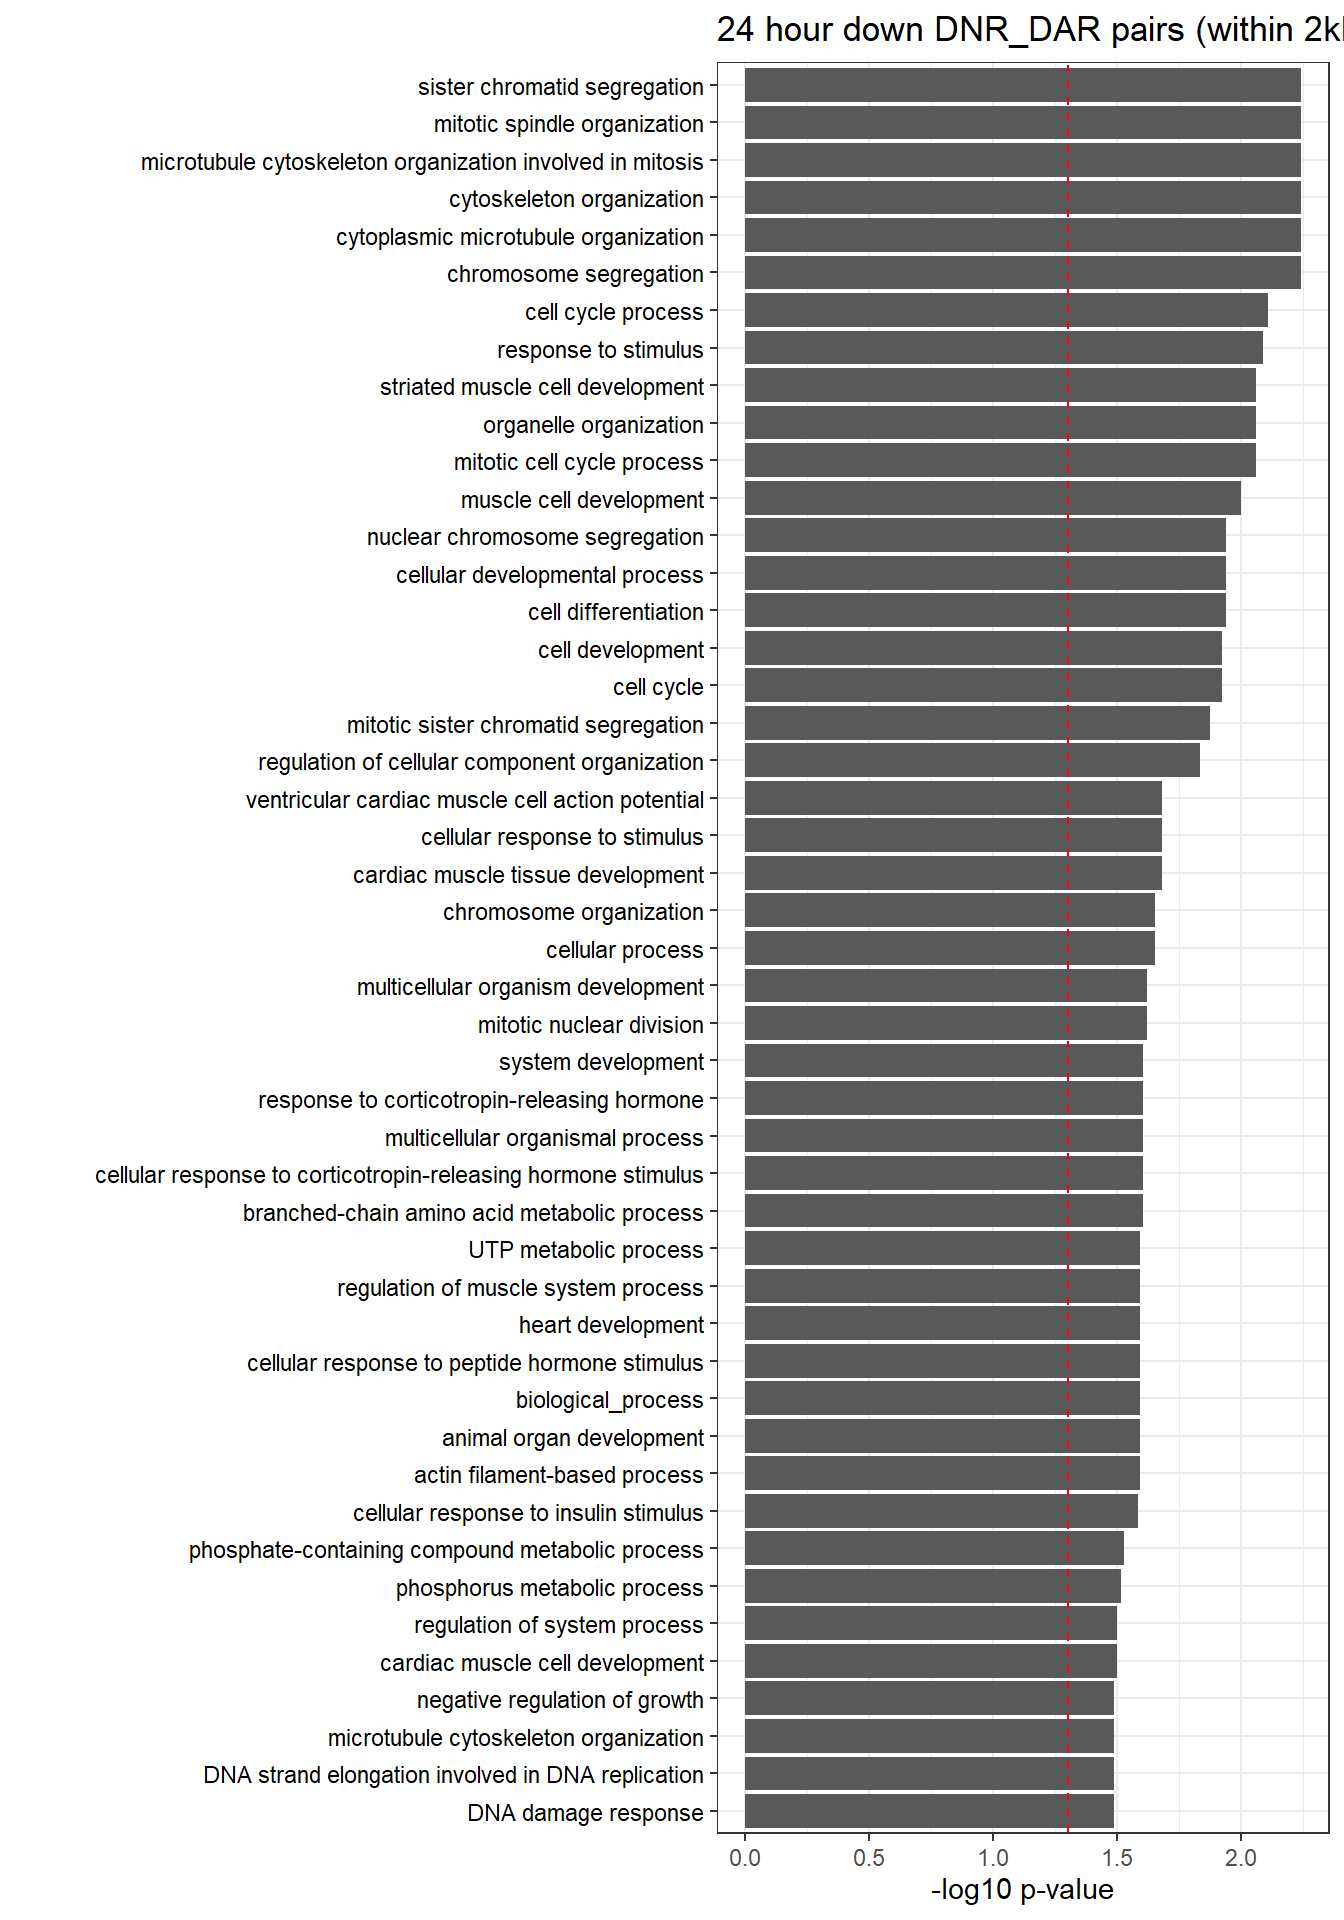 24 hour down DNR_DAR pairs (within 2k
sister chromatid segregation
mitotic spindle organization
microtubule cytoskeleton organization involved in mitosis
cytoskeleton organization
cytoplasmic microtubule organization
chromosome segregation
cell cycle process
response to stimulus
striated muscle cell development
organelle organization
mitotic cell cycle process
muscle cell development
nuclear chromosome segregation
cellular developmental process
cell differentiation
cell development
cell cycle
mitotic sister chromatid segregation
regulation of cellular component organization
ventricular cardiac muscle cell action potential
cellular response to stimulus
cardiac muscle tissue development
chromosome organization
cellular process
multicellular organism development
mitotic nuclear division
system development
response to corticotropin-releasing hormone
multicellular organismal process
cellular response to corticotropin-releasing hormone stimulus
branched-chain amino acid metabolic process
UTP metabolic process
regulation of muscle system process
heart development
cellular response to peptide hormone stimulus
biological_process
animal organ development
actin filament-based process
cellular response to insulin stimulus
phosphate-containing compound metabolic process
phosphorus metabolic process
regulation of system process
cardiac muscle cell development
negative regulation of growth
microtubule cytoskeleton organization
DNA strand elongation involved in DNA replication
DNA damage response
0.0 0.5 1.0 1.5 2.0
-log10 p-value